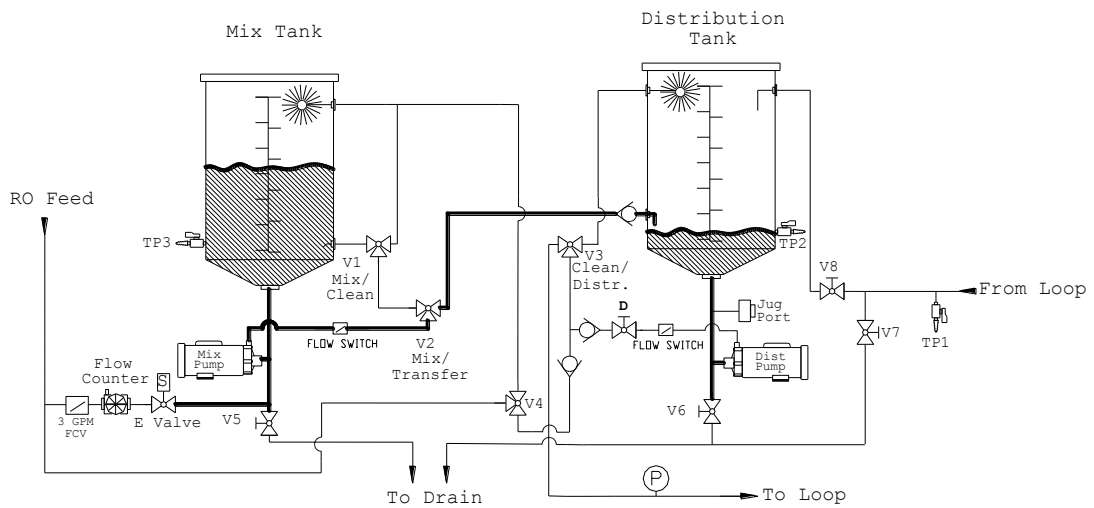 Mix Tank
Distribution
Tank
RO Feed
TP3
V1
Mix/
Clean
V3
Clean/
Distr.
TP2
V8
From Loop
Jug
Port
D
FLOW SWITCH
FLOW SWITCH
V2
Mix/
Transfer
Mix
Pump
Dist
Pump
V7
TP1
Flow
Counter
S
3 GPM
FCV
E Valve
V5
V4
V6
To Drain
P
To Loop